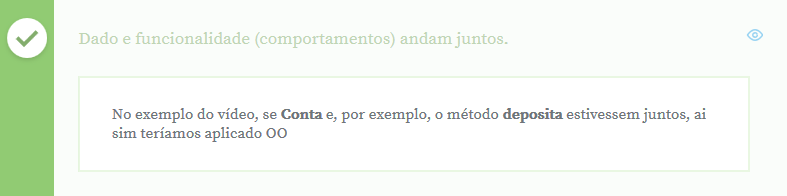 Dado e funcionalidade (comportamentos) andam juntos.
No exemplo do vídeo, se Conta e, por exemplo, o método deposita estivessem juntos, ai
sim teríamos aplicado OO